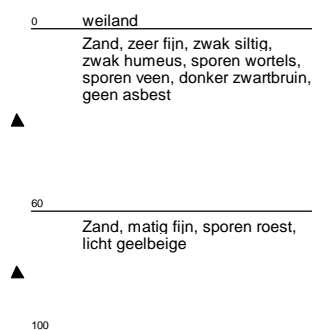 0 weiland
Zand, zeer fijn, zwak siltig,
zwak humeus, sporen wortels,
sporen veen, donker zwartbruin,
geen asbest
60
Zand, matig fijn, sporen roest,
licht geelbeige
100